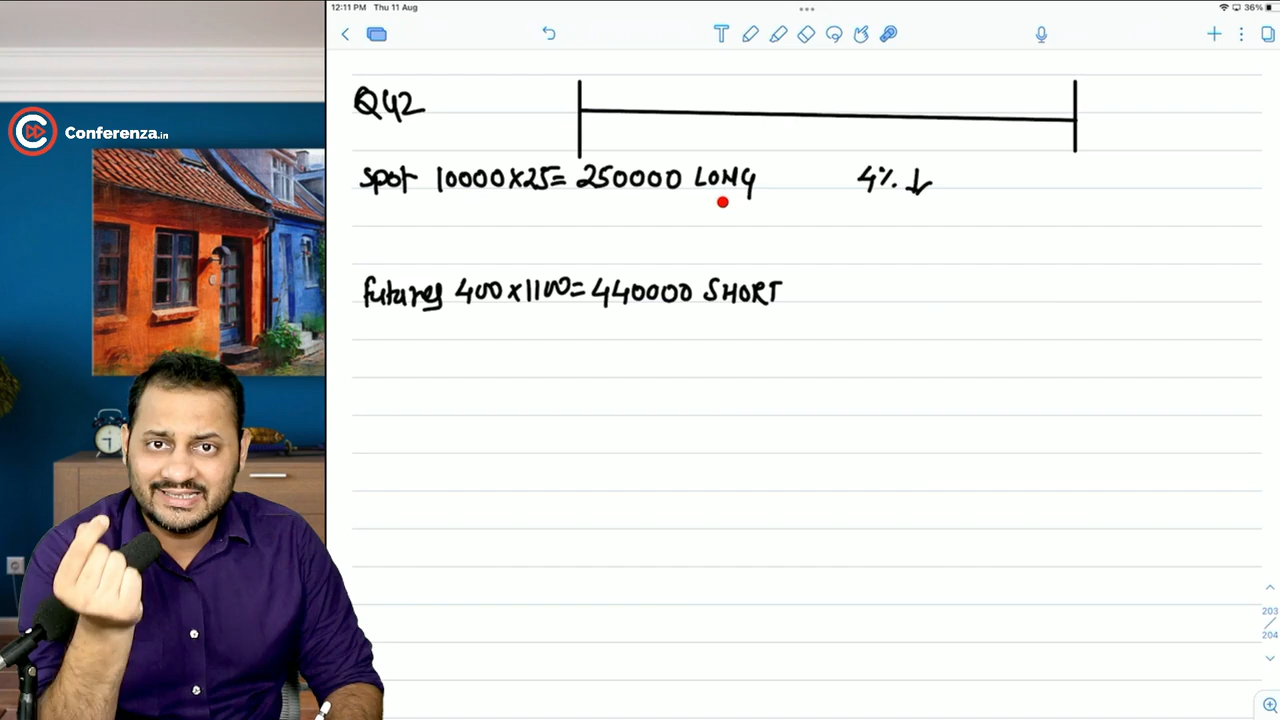 12:11 PM Thu 11 Aug
36%
Conferenza.in
Q42
spot 10000x25= 250000 LONG 4% ↓
futures 400x1100= 440000 SHORT
203
204